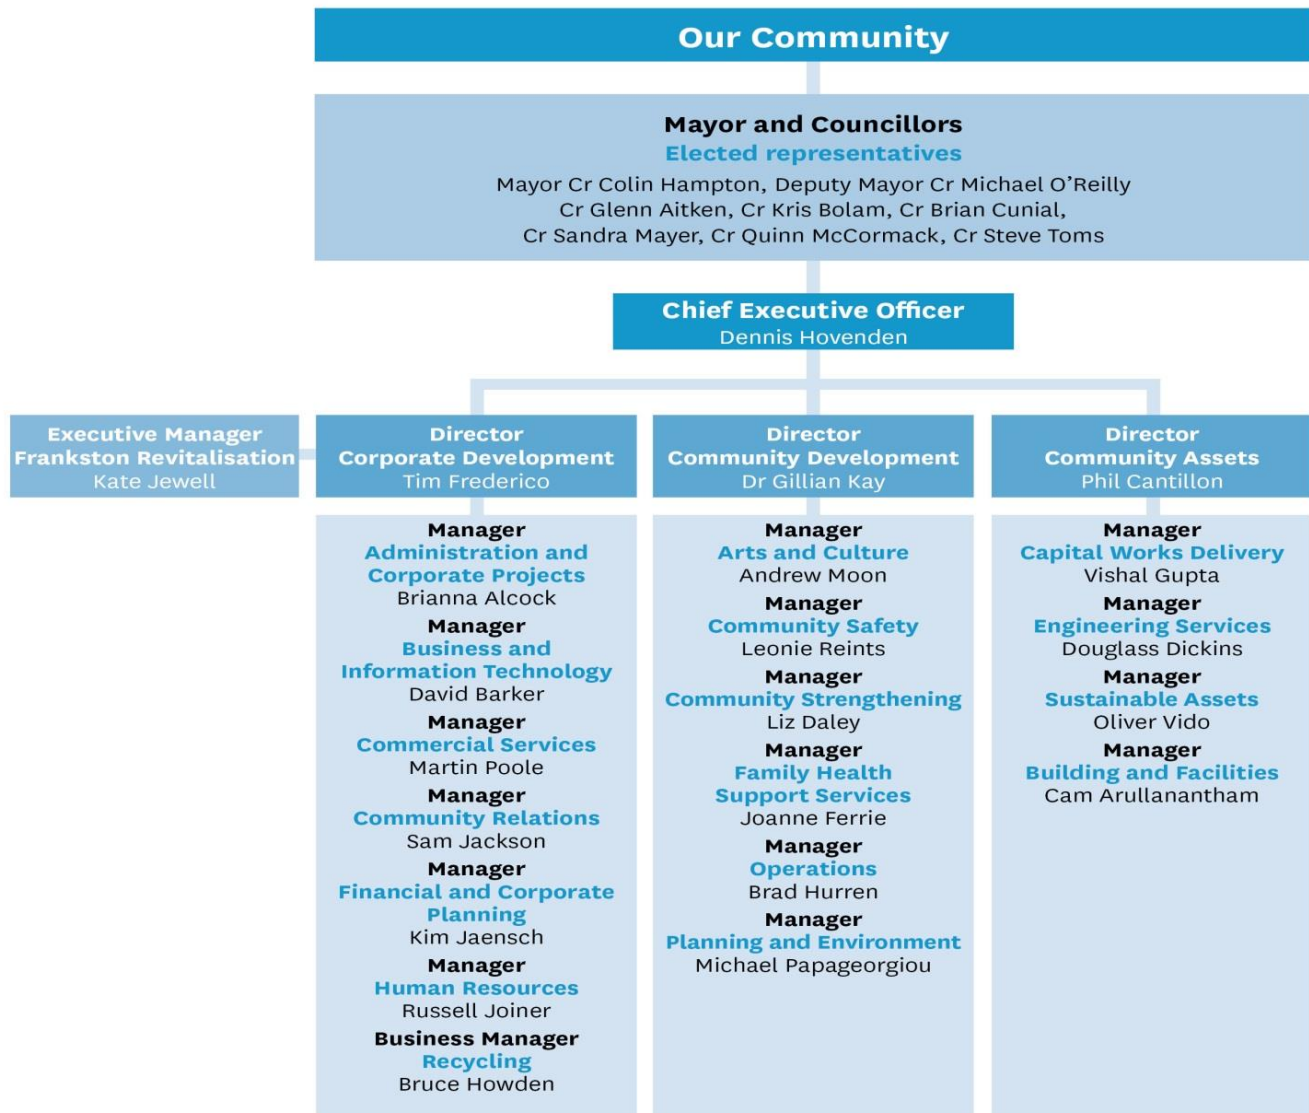 Our Community
Mayor and Councillors
Elected representatives
Mayor Cr Colin Hampton, Deputy Mayor Cr Michael O'Reilly
Cr Glenn Aitken, Cr Kris Bolam, Cr Brian Cunial,
Cr Sandra Mayer, Cr Quinn McCormack, Cr Steve Toms
Chief Executive Officer
Dennis Hovenden
Executive Manager
Frankston Revitalisation
Kate Jewell
Director
Corporate Development
Tim Frederico
Manager
Administration and
Corporate Projects
Brianna Alcock
Manager
Business and
Information Technology
David Barker
Manager
Commercial Services
Martin Poole
Manager
Community Relations
Sam Jackson
Manager
Financial and Corporate
Planning
Kim Jaensch
Manager
Human Resources
Russell Joiner
Business Manager
Recycling
Bruce Howden
Director
Community Development
Dr Gillian Kay
Manager
Arts and Culture
Andrew Moon
Manager
Community Safety
Leonie Reints
Manager
Community Strengthening
Liz Daley
Manager
Family Health
Support Services
Joanne Ferrie
Manager
Operations
Brad Hurren
Manager
Planning and Environment
Michael Papageorgiou
Director
Community Assets
Phil Cantillon
Manager
Capital Works Delivery
Vishal Gupta
Manager
Engineering Services
Douglass Dickins
Manager
Sustainable Assets
Oliver Vido
Manager
Building and Facilities
Cam Arullanantham